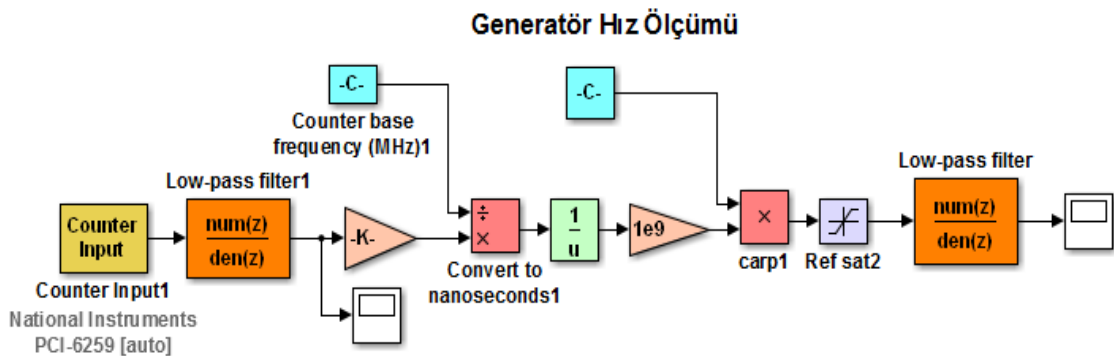 Generatör Hız Ölçümü
-C-
Counter base
frequency (MHz)1
-C-
Low-pass filter1
Low-pass filter
Counter
Input
num(z)
den(z)
-K-
÷
×
1
u
1e9
×
num(z)
den(z)
Counter Input1
Convert to
nanoseconds1
carp1
Ref sat2
National Instruments
PCI-6259 [auto]